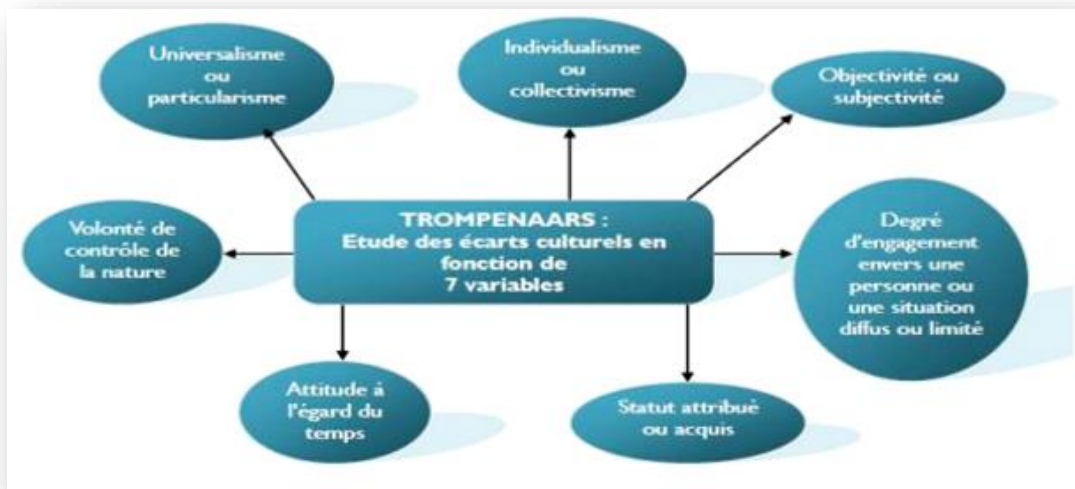 Universalisme
ou
particularisme
Individualisme
ou
collectivisme
Objectivité ou
subjectivité
TROMPENAARS :
Etude des écarts culturels en
fonction de
7 variables
Volonté de
contrôle de
la nature
Degré
d'engagement
envers une
personne ou
une situation
diffus ou limité
Attitude á
l'égard du
temps
Statut attribué
ou acquis